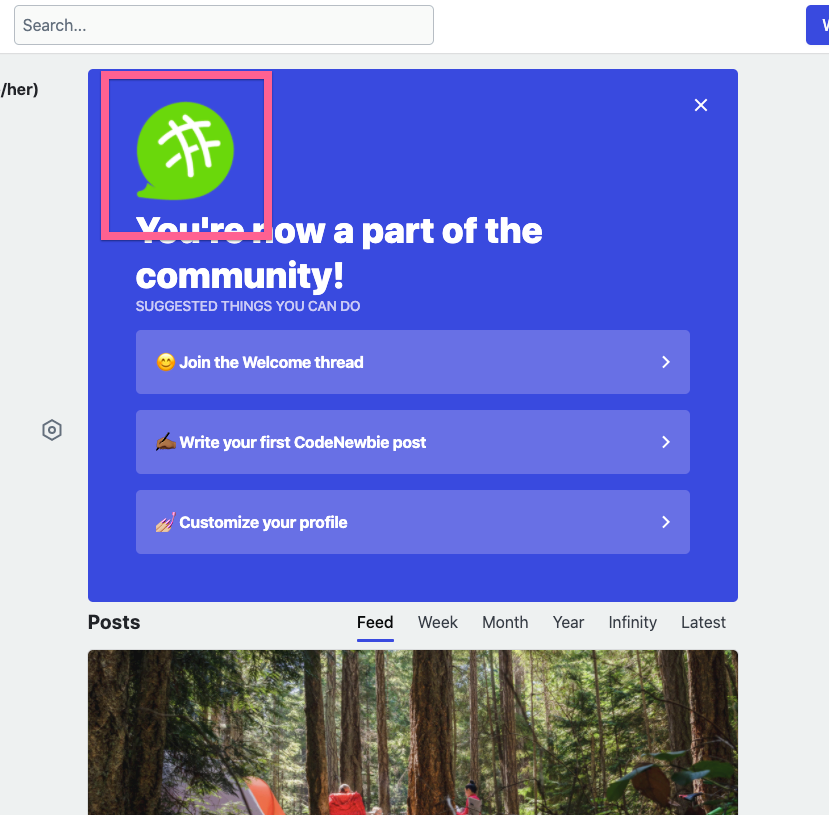 Search...
/her)
You're now a part of the
community!
SUGGESTED THINGS YOU CAN DO
😊 Join the Welcome thread
✍🏾 Write your first CodeNewbie post
💅🏼 Customize your profile
Posts Feed Week Month Year Infinity Latest